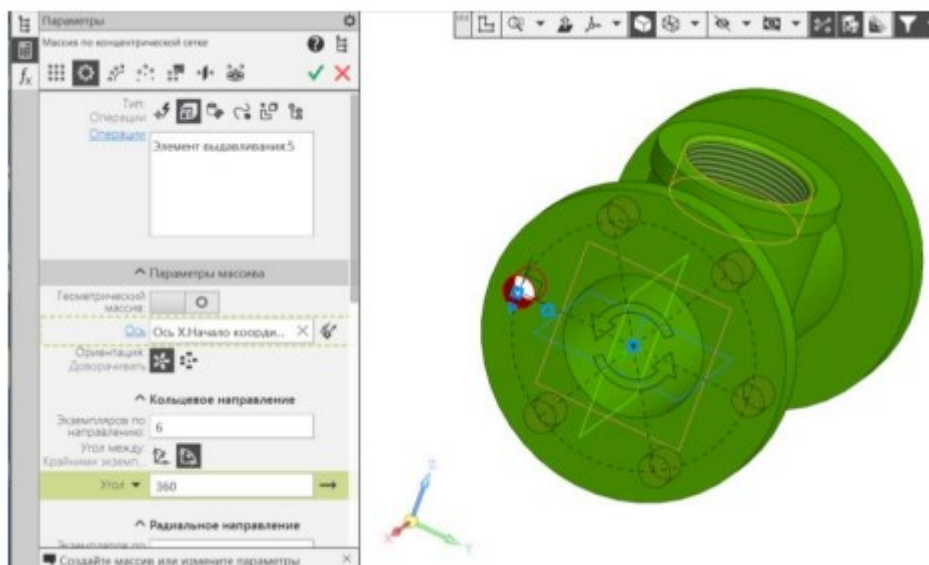 Параметры
Массив по концентрической сетке
Тип:
Операции
Операции
Элемент выдавливания:5
Параметры массива
Геометрический
массив:
Ось
Ось X.Начало коорди...
Ориентация:
Доворачивать
Кольцевое направление
Экземпляров по
направлению:
6
Угол между:
Крайними экземп...
Угол
360
Радиальное направление
Экземпляров по
Создайте массив или измените параметры
Z
X
Y